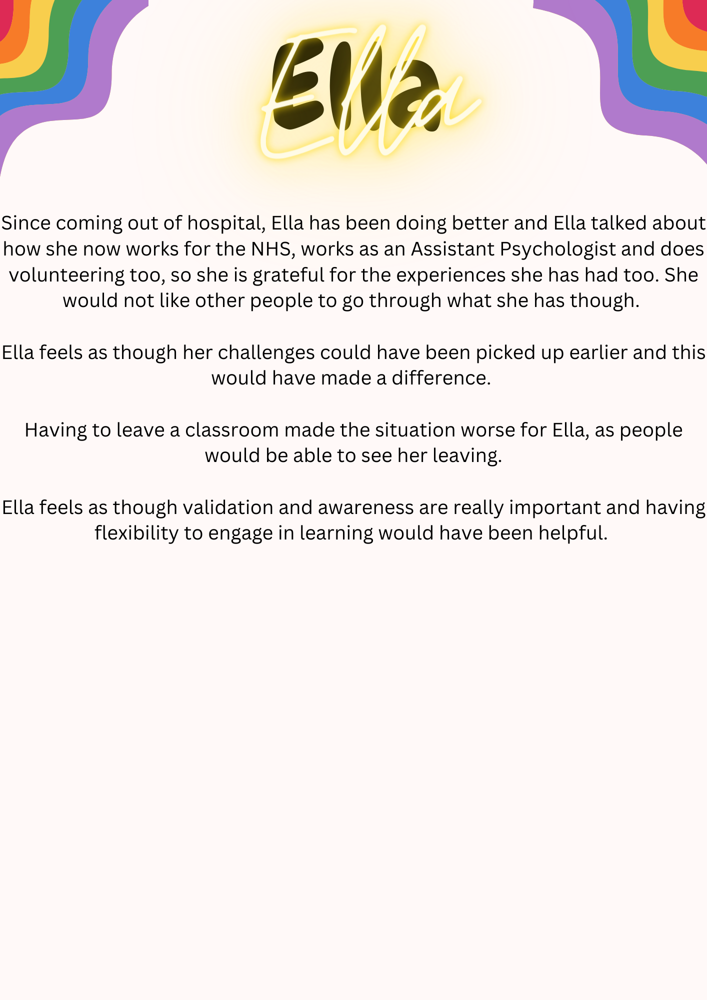 Ella
Ella
Since coming out of hospital, Ella has been doing better and Ella talked about
how she now works for the NHS, works as an Assistant Psychologist and does
volunteering too, so she is grateful for the experiences she has had too. She
would not like other people to go through what she has though.
Ella feels as though her challenges could have been picked up earlier and this
would have made a difference.
Having to leave a classroom made the situation worse for Ella, as people
would be able to see her leaving.
Ella feels as though validation and awareness are really important and having
flexibility to engage in learning would have been helpful.